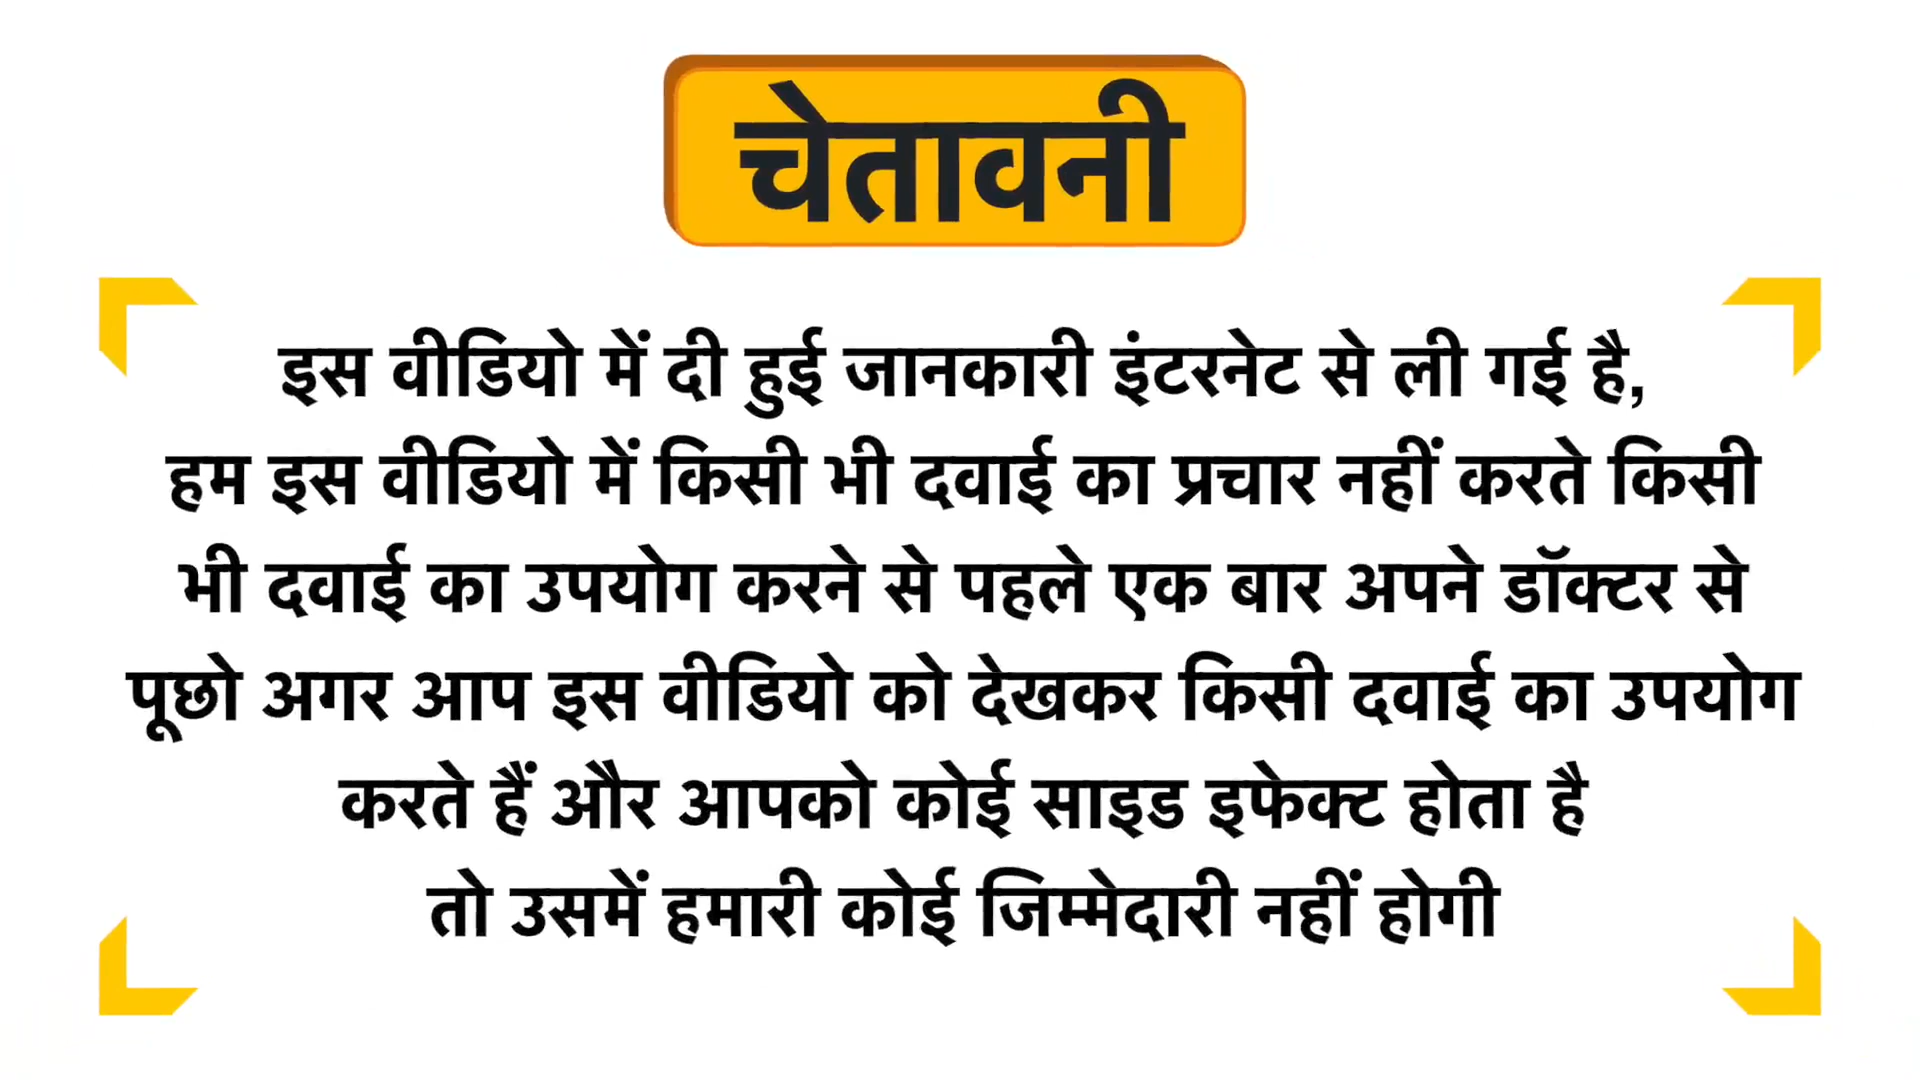 चेतावनी
इस वीडियो में दी हुई जानकारी इंटरनेट से ली गई है,
हम इस वीडियो में किसी भी दवाई का प्रचार नहीं करते किसी
भी दवाई का उपयोग करने से पहले एक बार अपने डॉक्टर से
पूछो अगर आप इस वीडियो को देखकर किसी दवाई का उपयोग
करते हैं और आपको कोई साइड इफेक्ट होता है
तो उसमें हमारी कोई जिम्मेदारी नहीं होगी